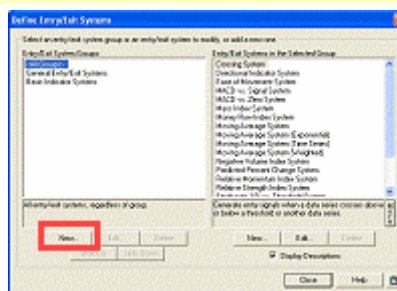 Define Entry/Exit Systems
Select an entry/exit system group or an entry/exit system to modify, or add a new one.
Entry/Exit System Groups
<All Groups>
General Entry/Exit Systems
Basic Indicator Systems
All entry/exit systems, regardless of group.
New...
Edit...
Delete
Move Up
Move Down
Entry/Exit Systems in the Selected Group
Crossing System
Directional Indicator System
Ease of Movement System
MACD vs. Signal System
MACD vs. Zero System
Mass Index System
Money Flow Index System
Moving Average System
Moving Average System (Exponential)
Moving Average System (Time Series)
Moving Average System (Weighted)
Negative Volume Index System
Predicted Percent Change System
Relative Momentum Index System
Relative Strength Index System
Generate entry signals when a data series crosses above or below a threshold or another data series.
New...
Edit...
Delete
Display Descriptions
Close
Help